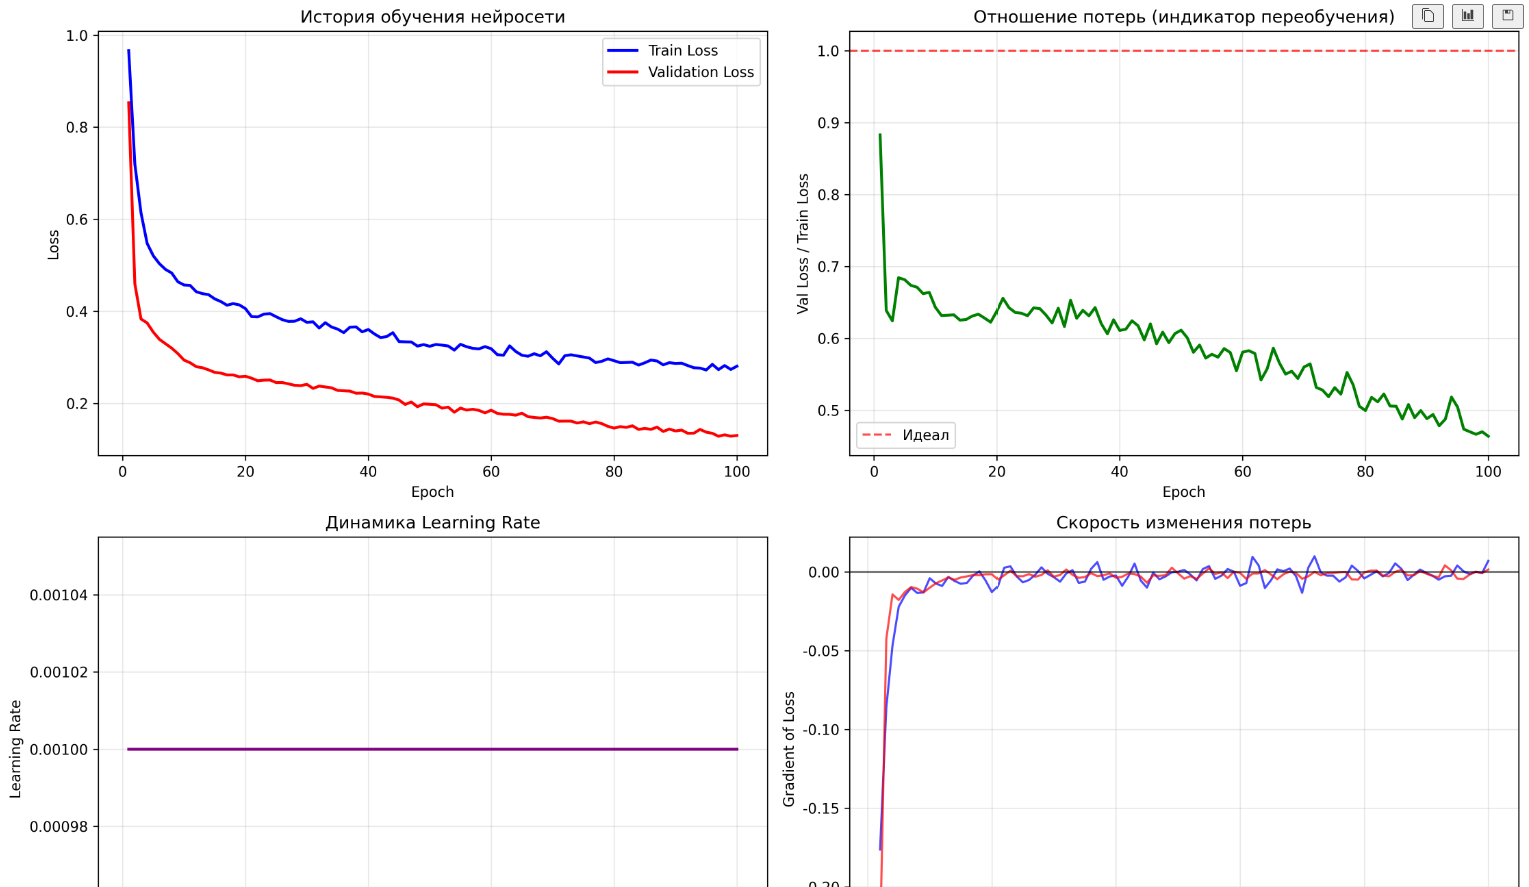 История обучения нейросети
Train Loss
Validation Loss
1.0
0.8
0.6
0.4
0.2
Loss
0
20
40
60
80
100
Epoch
Отношение потерь (индикатор переобучения)
1.0
0.9
0.8
0.7
0.6
0.5
Val Loss / Train Loss
Идеал
0
20
40
60
80
100
Epoch
Динамика Learning Rate
0.00104
0.00102
0.00100
0.00098
Learning Rate
Скорость изменения потерь
0.00
-0.05
-0.10
-0.15
-0.20
Gradient of Loss